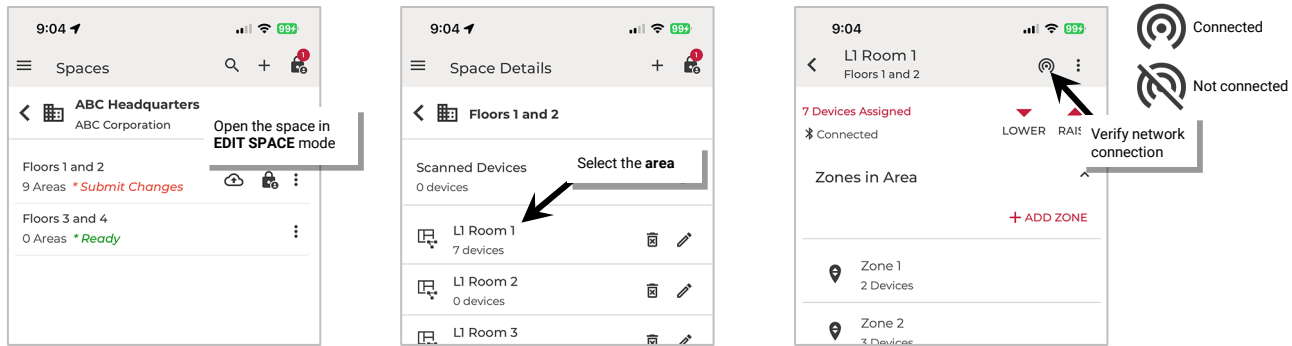 9:04
99
Spaces
1
ABC Headquarters
ABC Corporation
Open the space in
EDIT SPACE mode
Floors 1 and 2
9 Areas * Submit Changes
Floors 3 and 4
0 Areas * Ready
9:04
99
Space Details
1
Floors 1 and 2
Scanned Devices
0 devices
Select the area
L1 Room 1
7 devices
L1 Room 2
0 devices
L1 Room 3
9:04
99
L1 Room 1
Floors 1 and 2
7 Devices Assigned
Connected
LOWER
RAIS
Verify network
connection
Zones in Area
+ ADD ZONE
Zone 1
2 Devices
Zone 2
3 Devices
Connected
Not connected